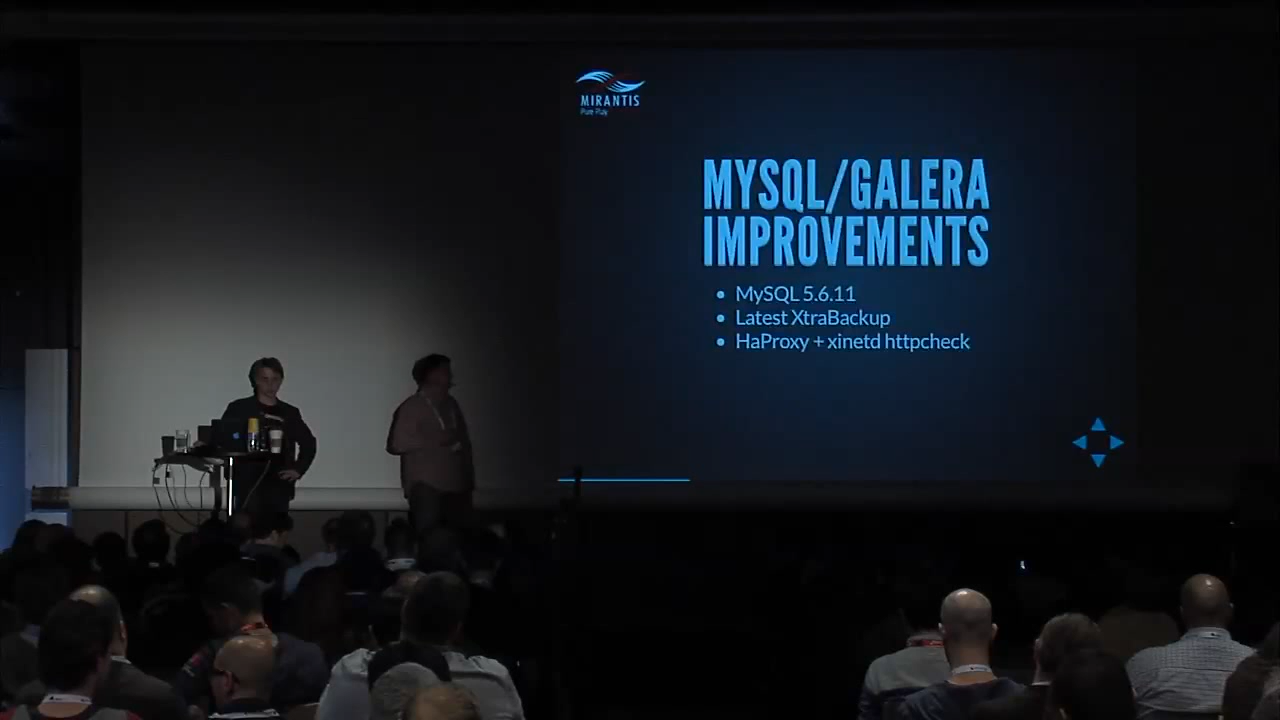 MIRANTIS
Pure Play
MYSQL/GALERA
IMPROVEMENTS
MySQL 5.6.11
Latest XtraBackup
HaProxy + xinetd httpcheck